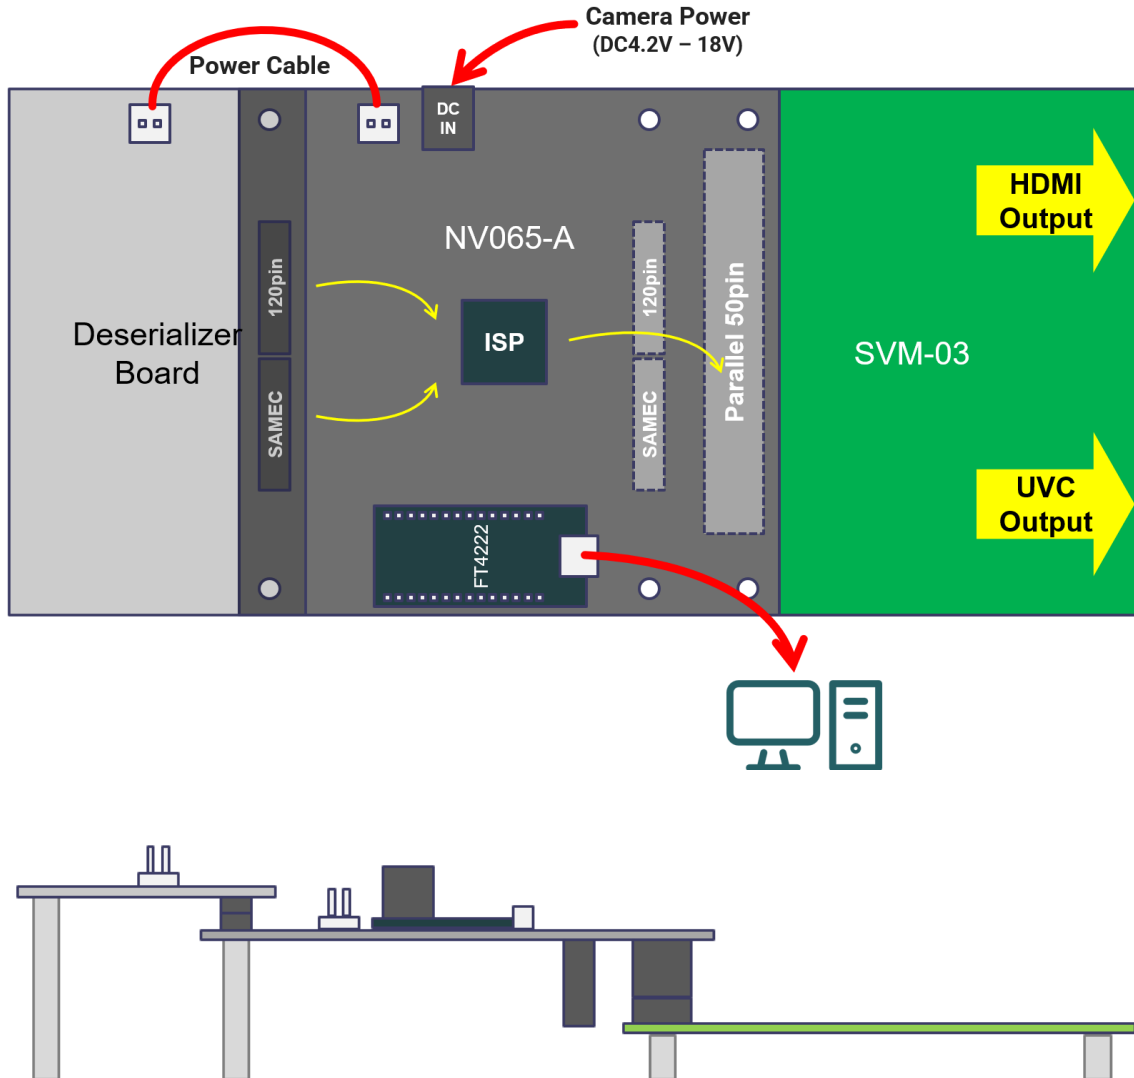 Camera Power
(DC4.2V – 18V)
Power Cable
DC
IN
HDMI
Output
NV065-A
120pin
120pin
Parallel 50pin
Deserializer
Board
ISP
SVM-03
SAMEC
SAMEC
UVC
Output
FT4222